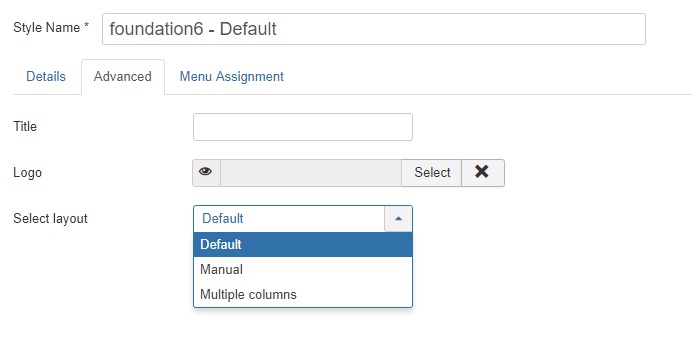 Style Name * foundation6 - Default
Details Advanced Menu Assignment
Title
Logo Select
Select layout Default
Default
Manual
Multiple columns